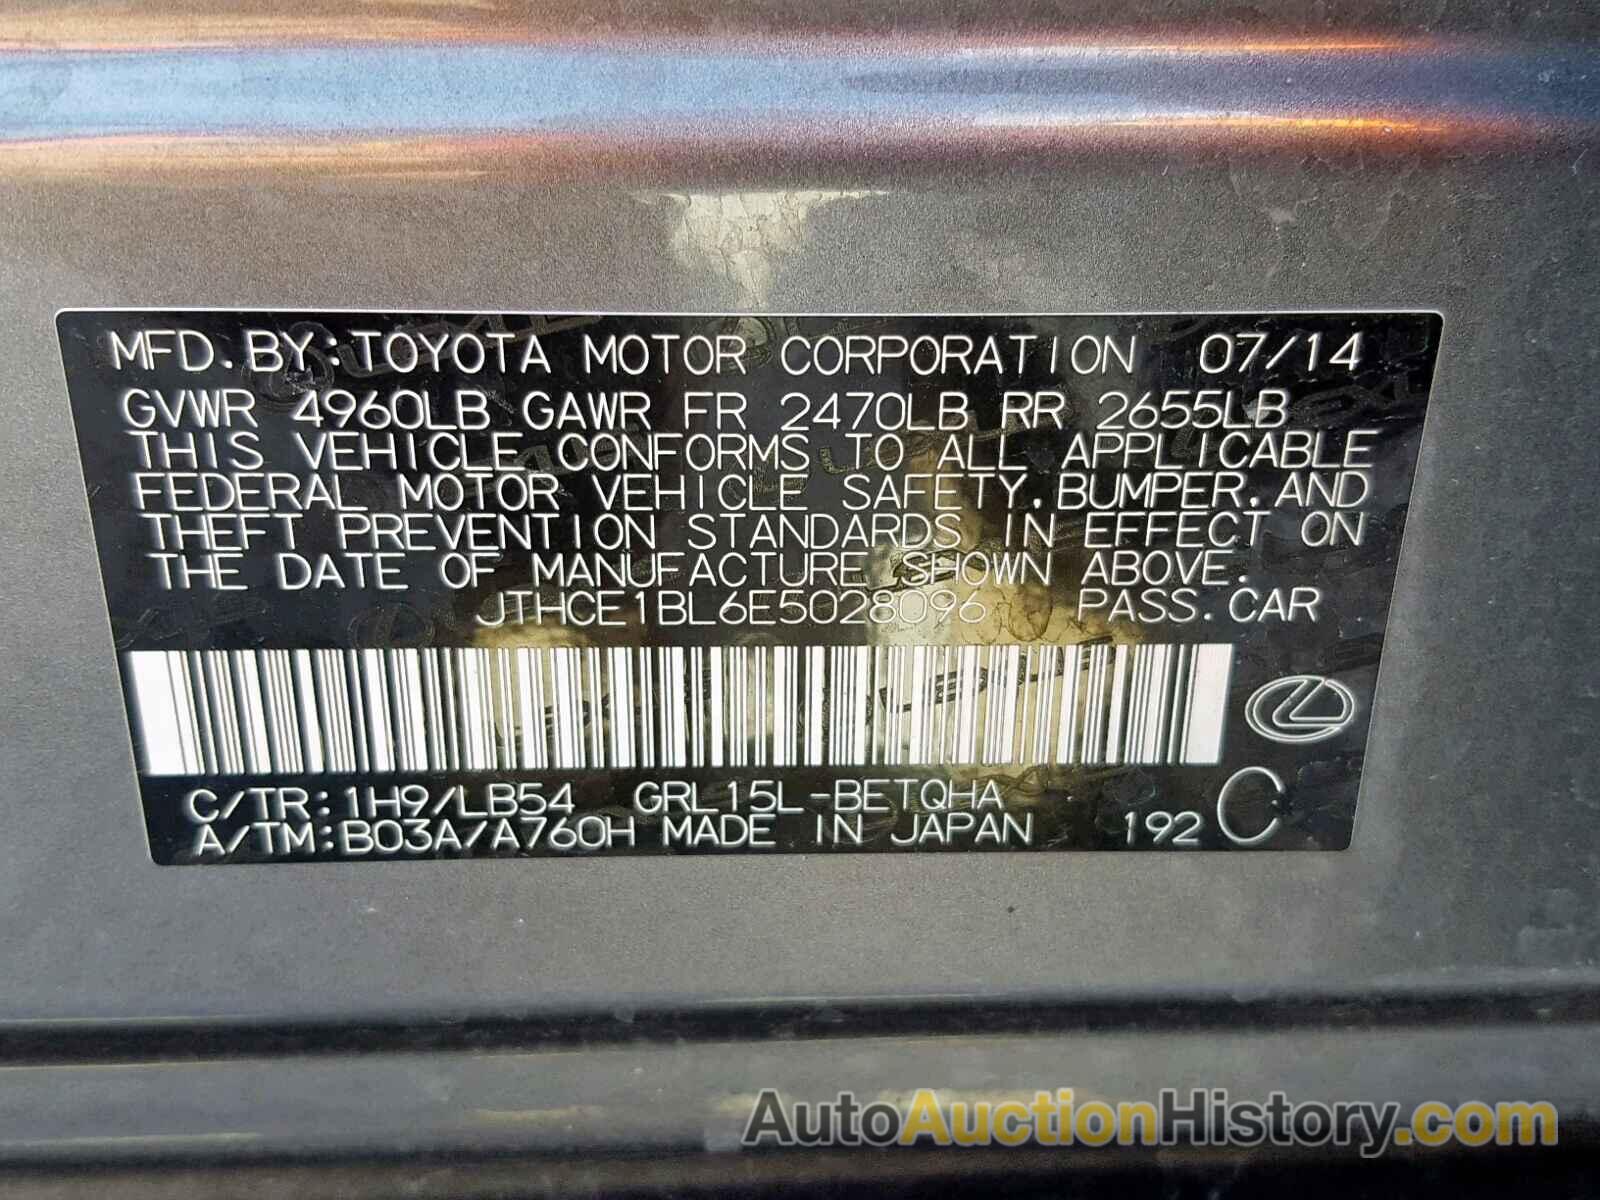 MFD.BY:TOYOTA MOTOR CORPORATION 07/14
GVWR 4960LB GAWR FR 2470LB RR 2655LB
THIS VEHICLE CONFORMS TO ALL APPLICABLE
FEDERAL MOTOR VEHICLE SAFETY.BUMPER.AND
THEFT PREVENTION STANDARDS IN EFFECT ON
THE DATE OF MANUFACTURE SHOWN ABOVE.
JTHCE1BL6E5028096 PASS.CAR
C/TR:1H9/LB54 GRL15L-BETQHA
A/TM:B03A/A760H MADE IN JAPAN 192 C
AutoAuctionHistory.com